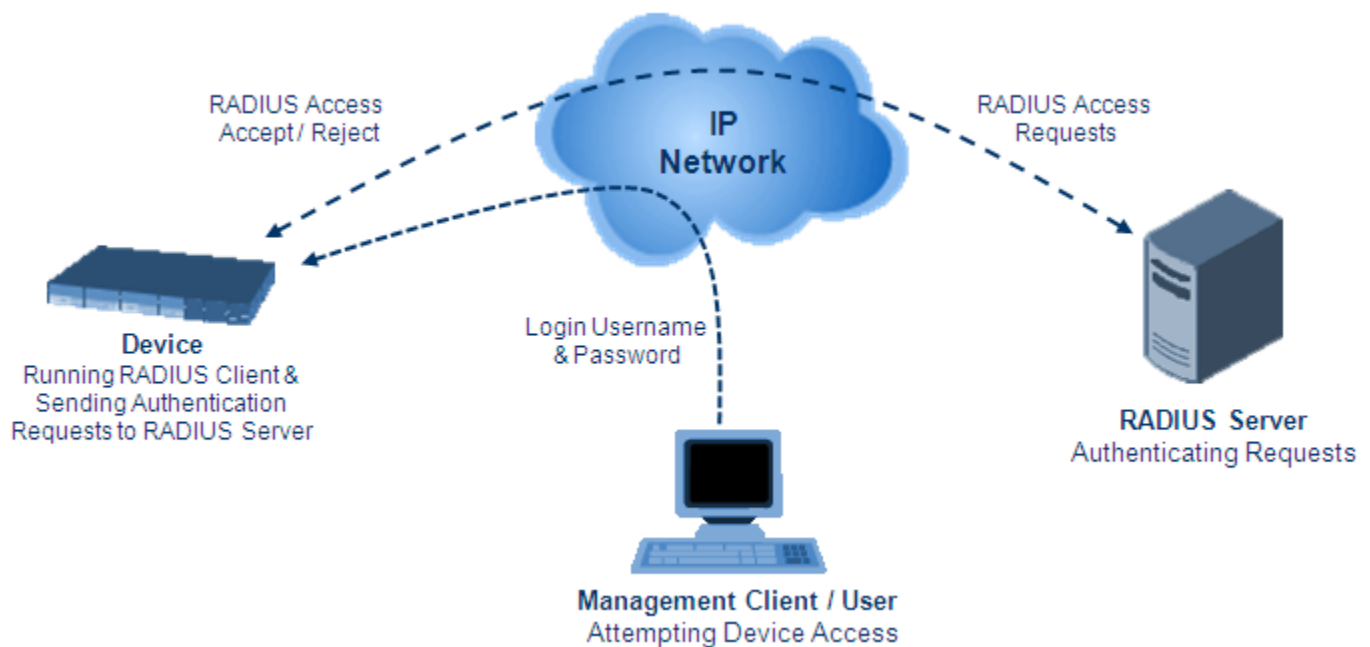 RADIUS Access
Accept / Reject
IP
Network
RADIUS Access
Requests
Device
Running RADIUS Client &
Sending Authentication
Requests to RADIUS Server
Login Username
& Password
RADIUS Server
Authenticating Requests
Management Client / User
Attempting Device Access